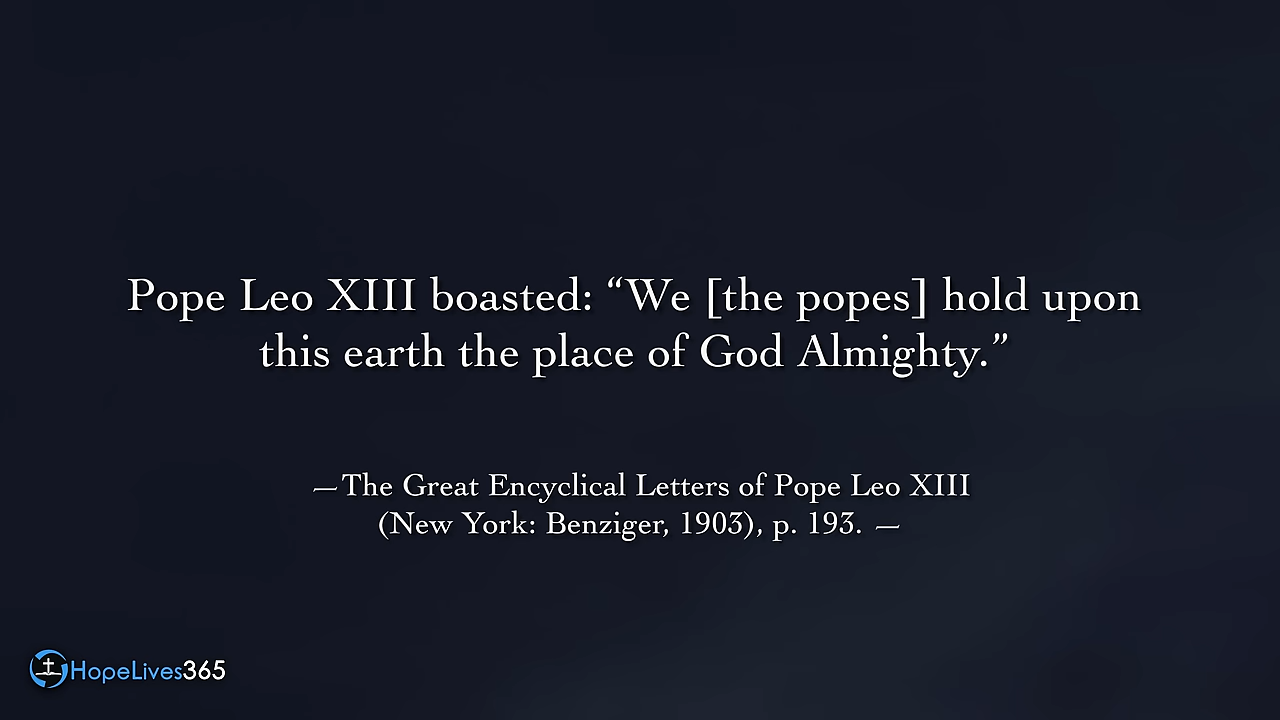 Pope Leo XIII boasted: “We [the popes] hold upon
this earth the place of God Almighty.”
—The Great Encyclical Letters of Pope Leo XIII
(New York: Benziger, 1903), p. 193. —
HopeLives365